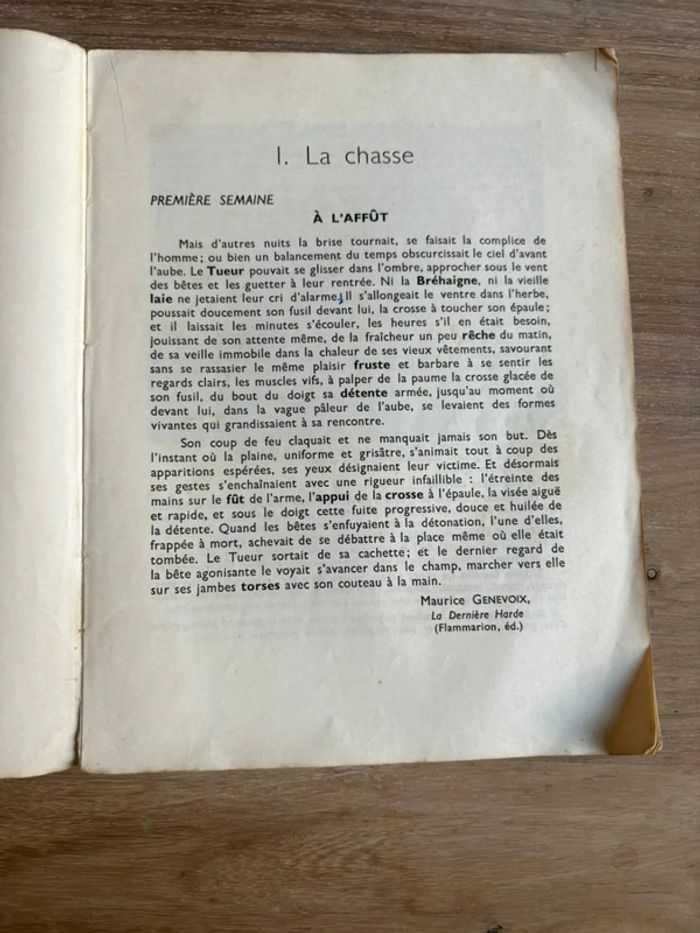 I. La chasse
PREMIÈRE SEMAINE
À L'AFFÛT
Mais d'autres nuits la brise tournait, se faisait la complice de
l'homme; ou bien un balancement du temps obscurcissait le ciel d'avant
l'aube. Le Tueur pouvait se glisser dans l'ombre, approcher sous le vent
des bêtes et les guetter à leur rentrée. Ni la Bréhaigne, ni la vieille
laie ne jetaient leur cri d'alarme. Il s'allongeait le ventre dans l'herbe,
poussait doucement son fusil devant lui, la crosse à toucher son épaule;
et il laissait les minutes s'écouler, les heures s'il en était besoin,
jouissant de son attente même, de la fraîcheur un peu rêche du matin,
de sa veille immobile dans la chaleur de ses vieux vêtements, savourant
sans se rassasier le même plaisir fruste et barbare à se sentir les
regards clairs, les muscles vifs, à palper de la paume la crosse glacée de
son fusil, du bout du doigt sa détente armée, jusqu'au moment où
devant lui, dans la vague pâleur de l'aube, se levaient des formes
vivantes qui grandissaient à sa rencontre.
Son coup de feu claquait et ne manquait jamais son but. Dès
l'instant où la plaine, uniforme et grisâtre, s'animait tout à coup des
apparitions espérées, ses yeux désignaient leur victime. Et désormais
ses gestes s'enchaînaient avec une rigueur infaillible : l'étreinte des
mains sur le fût de l'arme, l'appui de la crosse à l'épaule, la visée aiguë
et rapide, et sous le doigt cette fuite progressive, douce et huilée de
la détente. Quand les bêtes s'enfuyaient à la détonation, l'une d'elles,
frappée à mort, achevait de se débattre à la place même où elle était
tombée. Le Tueur sortait de sa cachette; et le dernier regard de
la bête agonisante le voyait s'avancer dans le champ, marcher vers elle
sur ses jambes torses avec son couteau à la main.
Maurice GENEVOIX,
La Dernière Harde
(Flammarion, éd.)